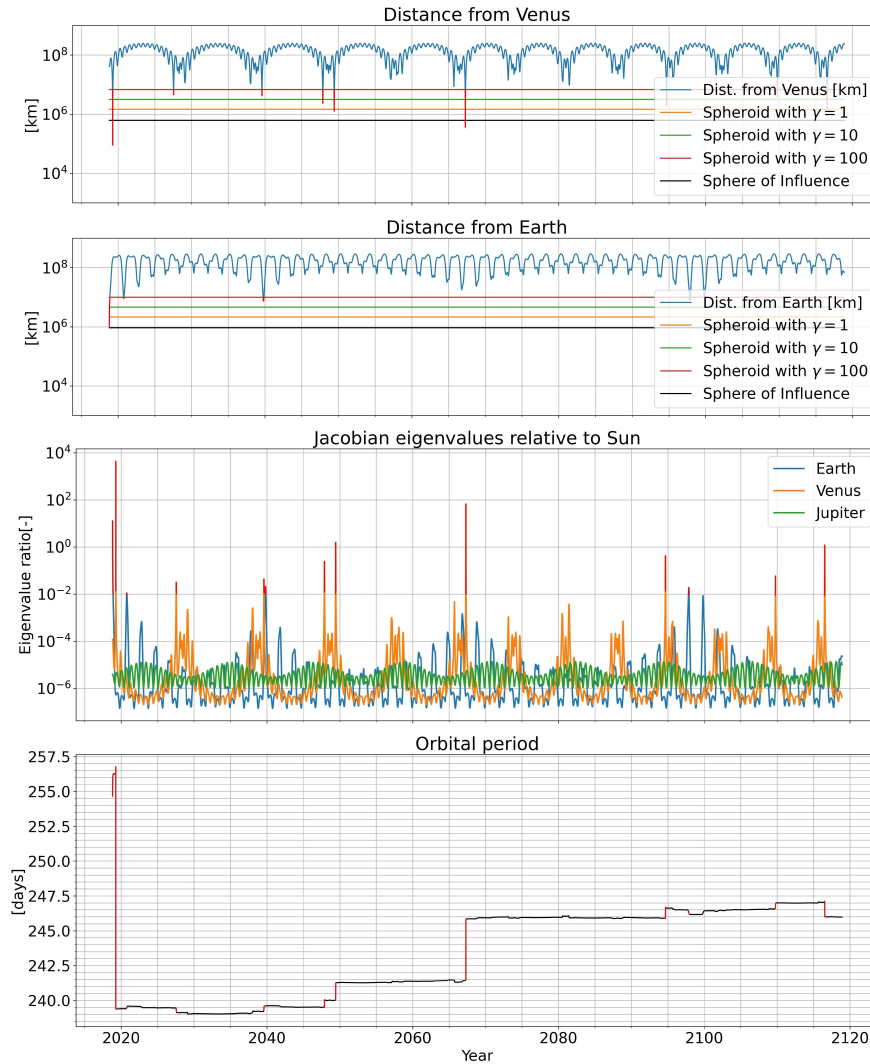 Distance from Venus
10^8
10^6
10^4
[km]
Dist. from Venus [km]
Spheroid with γ = 1
Spheroid with γ = 10
Spheroid with γ = 100
Sphere of Influence
Distance from Earth
10^8
10^6
10^4
[km]
Dist. from Earth [km]
Spheroid with γ = 1
Spheroid with γ = 10
Spheroid with γ = 100
Sphere of Influence
Jacobian eigenvalues relative to Sun
10^4
10^2
10^0
10^−2
10^−4
10^−6
Eigenvalue ratio[-]
Earth
Venus
Jupiter
Orbital period
257.5
255.0
252.5
250.0
247.5
245.0
242.5
240.0
[days]
2020 2040 2060 2080 2100 2120
Year